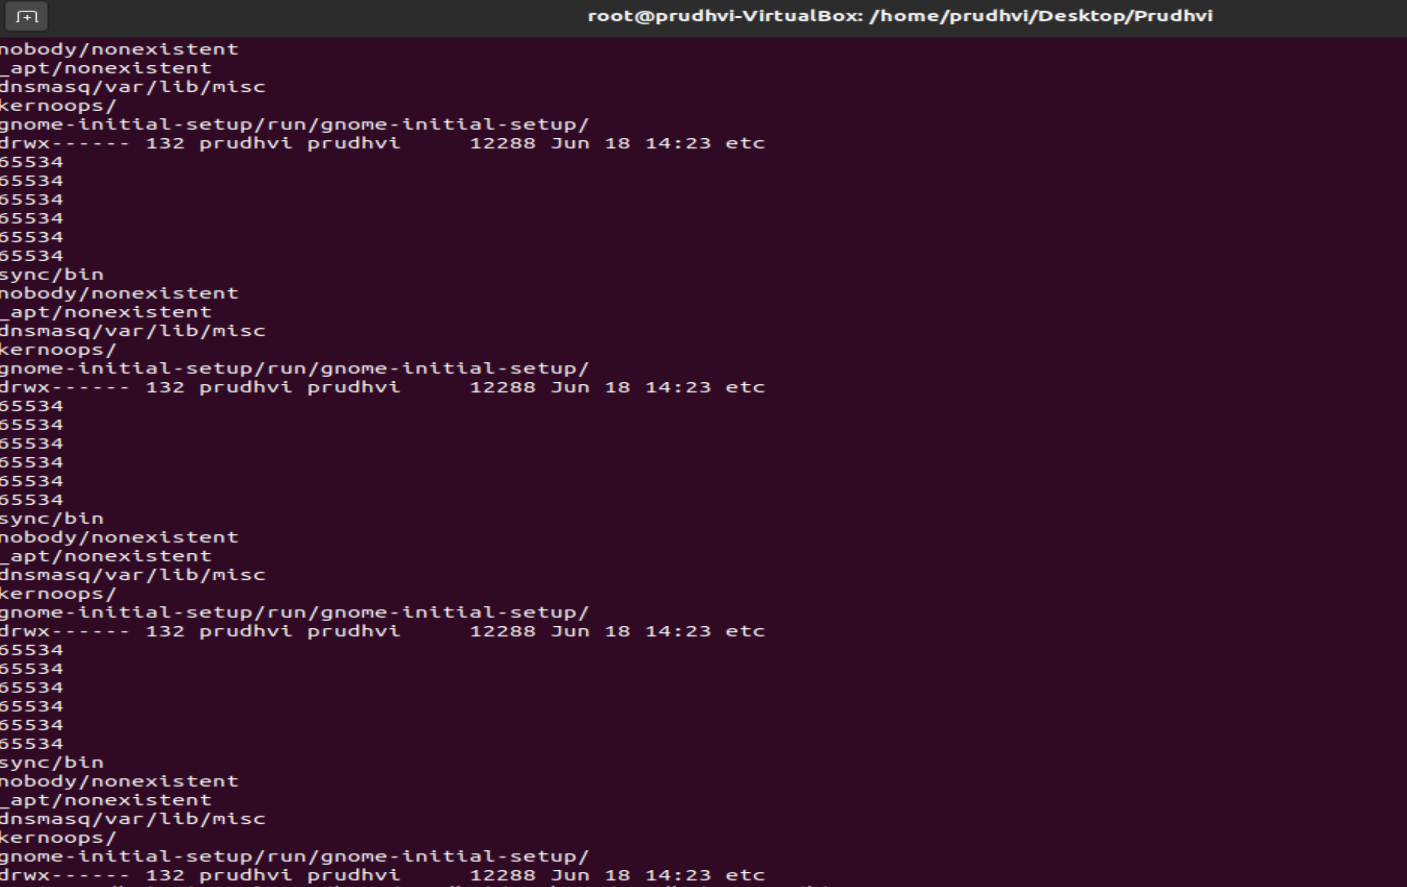 root@prudhvi-VirtualBox: /home/prudhvi/Desktop/Prudhvi
nobody/nonexistent
_apt/nonexistent
dnsmasq/var/lib/misc
kernoops/
gnome-initial-setup/run/gnome-initial-setup/
drwx------ 132 prudhvi prudhvi     12288 Jun 18 14:23 etc
65534
65534
65534
65534
65534
65534
sync/bin
nobody/nonexistent
_apt/nonexistent
dnsmasq/var/lib/misc
kernoops/
gnome-initial-setup/run/gnome-initial-setup/
drwx------ 132 prudhvi prudhvi     12288 Jun 18 14:23 etc
65534
65534
65534
65534
65534
65534
sync/bin
nobody/nonexistent
_apt/nonexistent
dnsmasq/var/lib/misc
kernoops/
gnome-initial-setup/run/gnome-initial-setup/
drwx------ 132 prudhvi prudhvi     12288 Jun 18 14:23 etc
65534
65534
65534
65534
65534
65534
sync/bin
nobody/nonexistent
_apt/nonexistent
dnsmasq/var/lib/misc
kernoops/
gnome-initial-setup/run/gnome-initial-setup/
drwx------ 132 prudhvi prudhvi     12288 Jun 18 14:23 etc